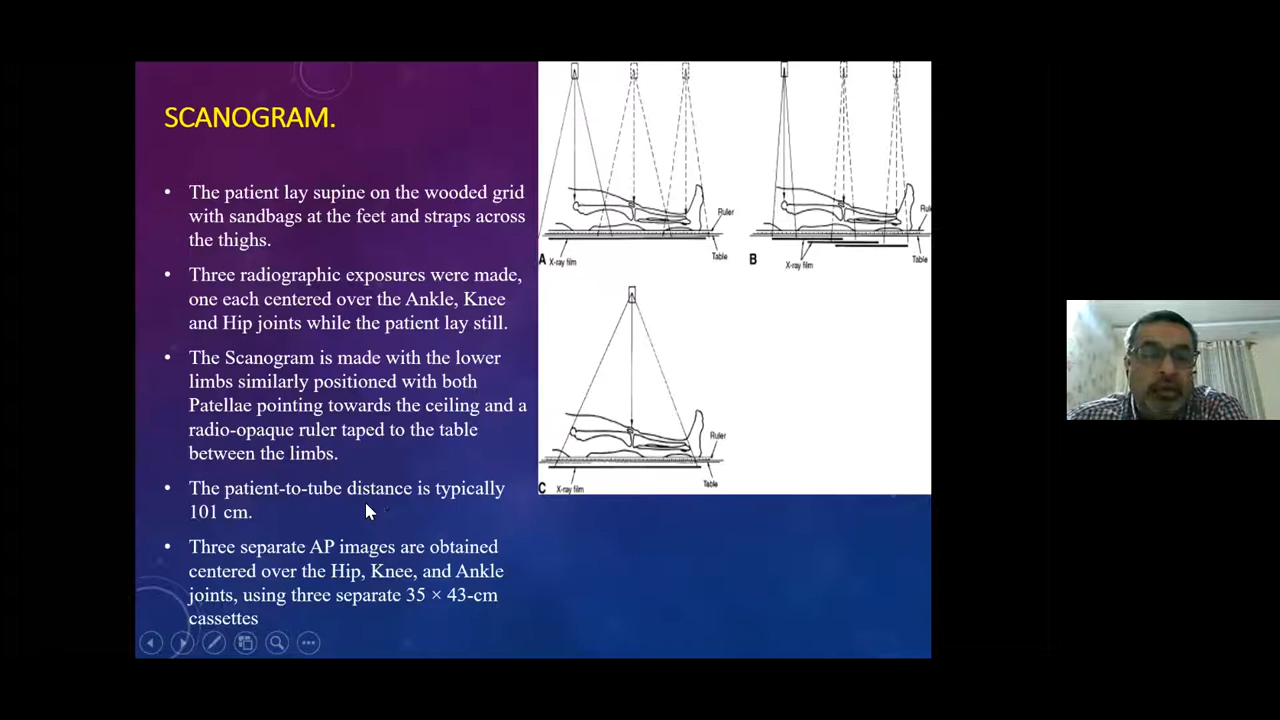 SCANOGRAM.
• The patient lay supine on the wooded grid
with sandbags at the feet and straps across
the thighs.
• Three radiographic exposures were made,
one each centered over the Ankle, Knee
and Hip joints while the patient lay still.
• The Scanogram is made with the lower
limbs similarly positioned with both
Patellae pointing towards the ceiling and a
radio-opaque ruler taped to the table
between the limbs.
• The patient-to-tube distance is typically
101 cm.
• Three separate AP images are obtained
centered over the Hip, Knee, and Ankle
joints, using three separate 35 × 43-cm
cassettes
Ruler
Table
A X-ray film
Rul
Table
B X-ray film
Ruler
Table
C X-ray film